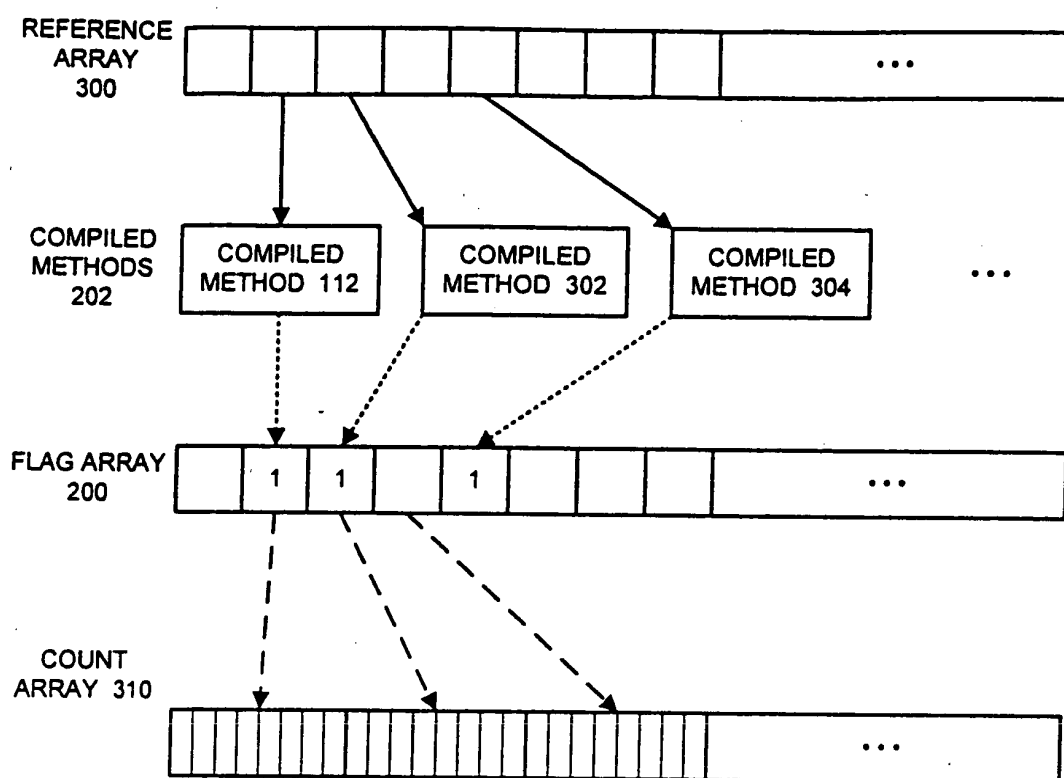 REFERENCE
ARRAY
300
...
COMPILED
METHODS
202
COMPILED
METHOD 112
COMPILED
METHOD 302
COMPILED
METHOD 304
...
FLAG ARRAY
200
1 1 1
...
COUNT
ARRAY 310
...